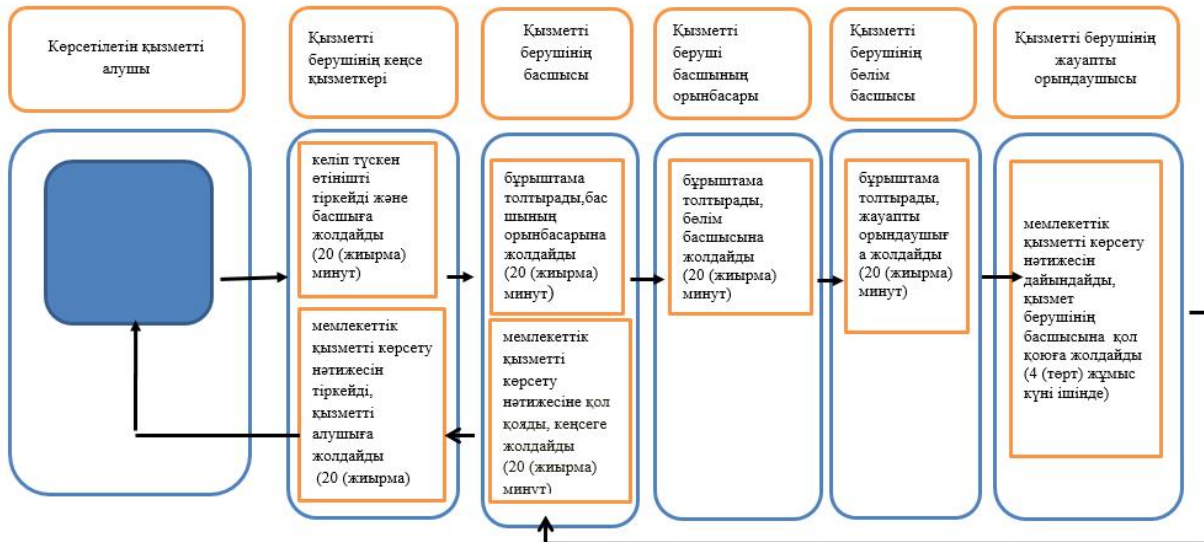 Көрсетілетін қызметті
алушы
Қызметті
берушінің кеңсе
қызметкері
Қызметті
берушінің
басшысы
Қызметті
беруші
басшының
орынбасары
Қызметті
берушінің
бөлім
басшысы
Қызметті берушінің
жауапты
орындаушысы
келіп түскен
өтінішті
тіркейді және
басшыға
жолдайды
(20 (жиырма)
минут)
бұрыштама
толтырады,бас
шының
орынбасарына
жолдайды
(20 (жиырма)
минут)
бұрыштама
толтырады,
бөлім
басшысына
жолдайды
(20 (жиырма)
минут)
бұрыштама
толтырады,
жауапты
орындаушығ
а жолдайды
(20 (жиырма)
минут)
мемлекеттік
қызметті көрсету
нәтижесін
дайындайды,
қызмет
берушінің
басшысына қол
қоюға жолдайды
(4 (төрт) жұмыс
күні ішінде)
мемлекеттік
қызметті көрсету
нәтижесін
тіркейді,
қызметті
алушыға
жолдайды
(20 (жиырма)
мемлекеттік
қызметті
көрсету
нәтижесіне қол
қояды, кеңсеге
жолдайды
(20 (жиырма)
минут)